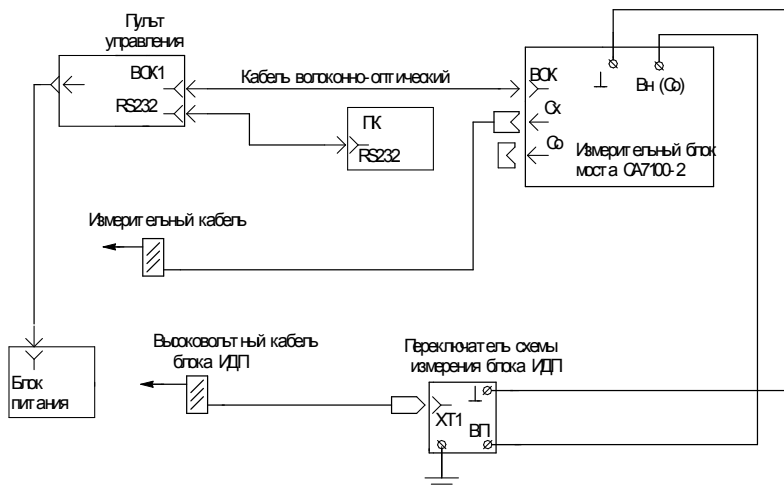 Пульт
управления
ВОК1
RS232
Кабель волоконно-оптический
ПК
RS232
ВОК
Сх
Со
Вн (Со)
Измерительный блок
моста СА7100-2
Измерительный кабель
Блок
питания
Высоковольтный кабель
блока ИДП
Переключатель схемы
измерения блока ИДП
ХТ1
ВП